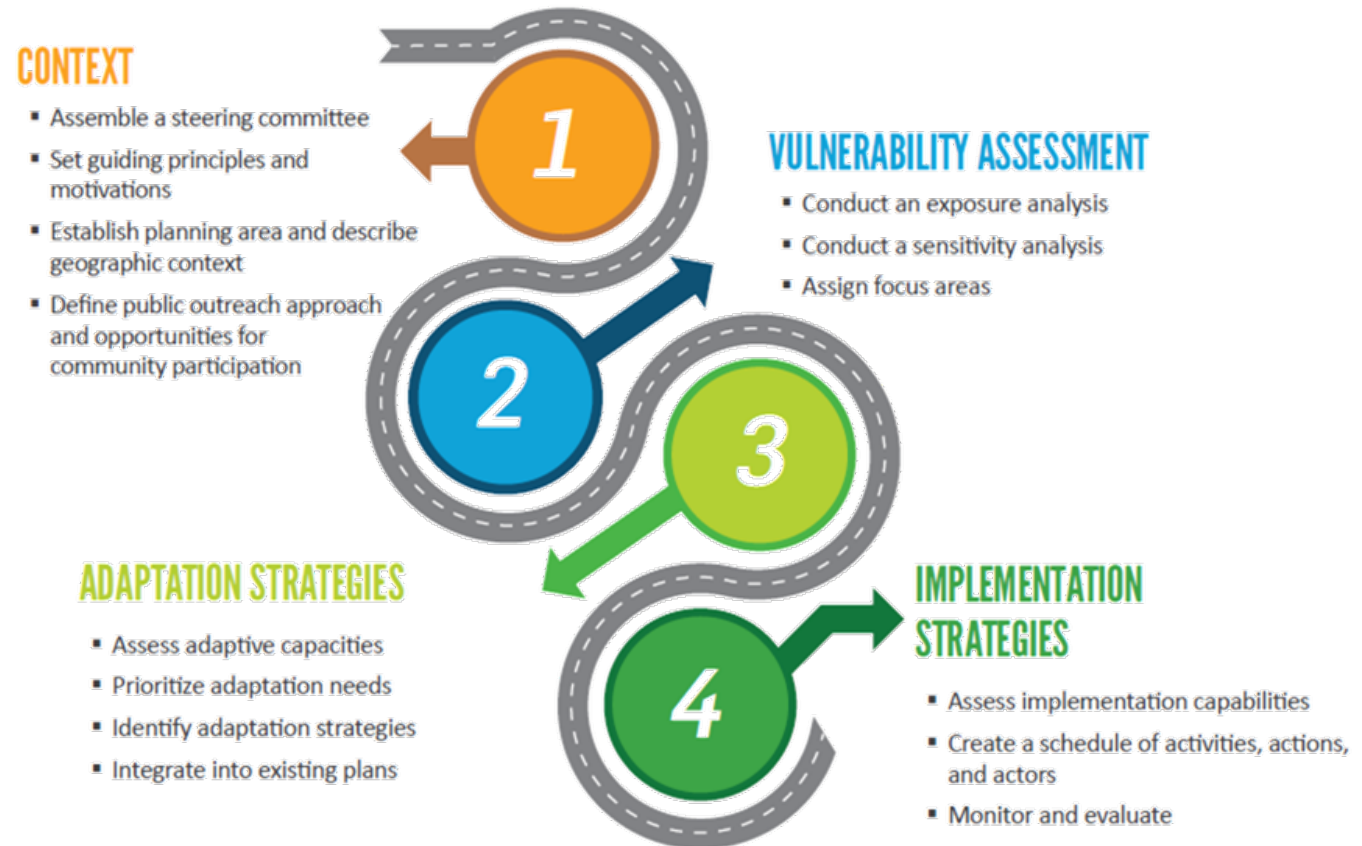 CONTEXT
▪ Assemble a steering committee
▪ Set guiding principles and
motivations
▪ Establish planning area and describe
geographic context
▪ Define public outreach approach
and opportunities for
community participation
1
VULNERABILITY ASSESSMENT
▪ Conduct an exposure analysis
▪ Conduct a sensitivity analysis
▪ Assign focus areas
2
3
ADAPTATION STRATEGIES
▪ Assess adaptive capacities
▪ Prioritize adaptation needs
▪ Identify adaptation strategies
▪ Integrate into existing plans
4
IMPLEMENTATION
STRATEGIES
▪ Assess implementation capabilities
▪ Create a schedule of activities, actions,
and actors
▪ Monitor and evaluate